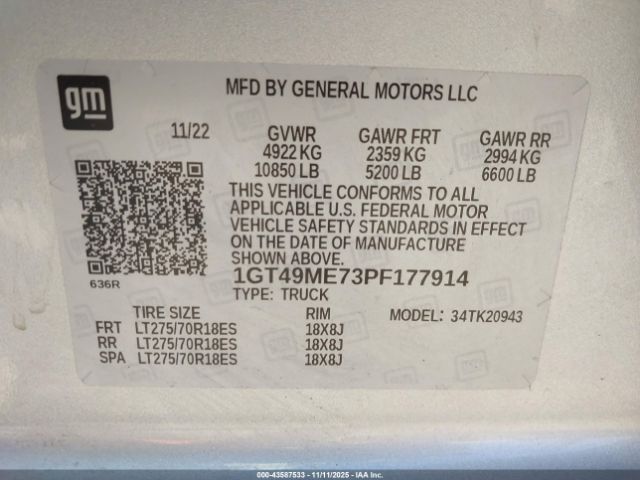 gm
MFD BY GENERAL MOTORS LLC
11/22 GVWR GAWR FRT GAWR RR
4922 KG 2359 KG 2994 KG
10850 LB 5200 LB 6600 LB
THIS VEHICLE CONFORMS TO ALL
APPLICABLE U.S. FEDERAL MOTOR
VEHICLE SAFETY STANDARDS IN EFFECT
ON THE DATE OF MANUFACTURE
SHOWN ABOVE.
636R
1GT49ME73PF177914
TYPE: TRUCK
TIRE SIZE RIM MODEL: 34TK20943
FRT LT275/70R18ES 18X8J
RR LT275/70R18ES 18X8J
SPA LT275/70R18ES 18X8J
000-43587533 - 11/11/2025 - IAAI.COM